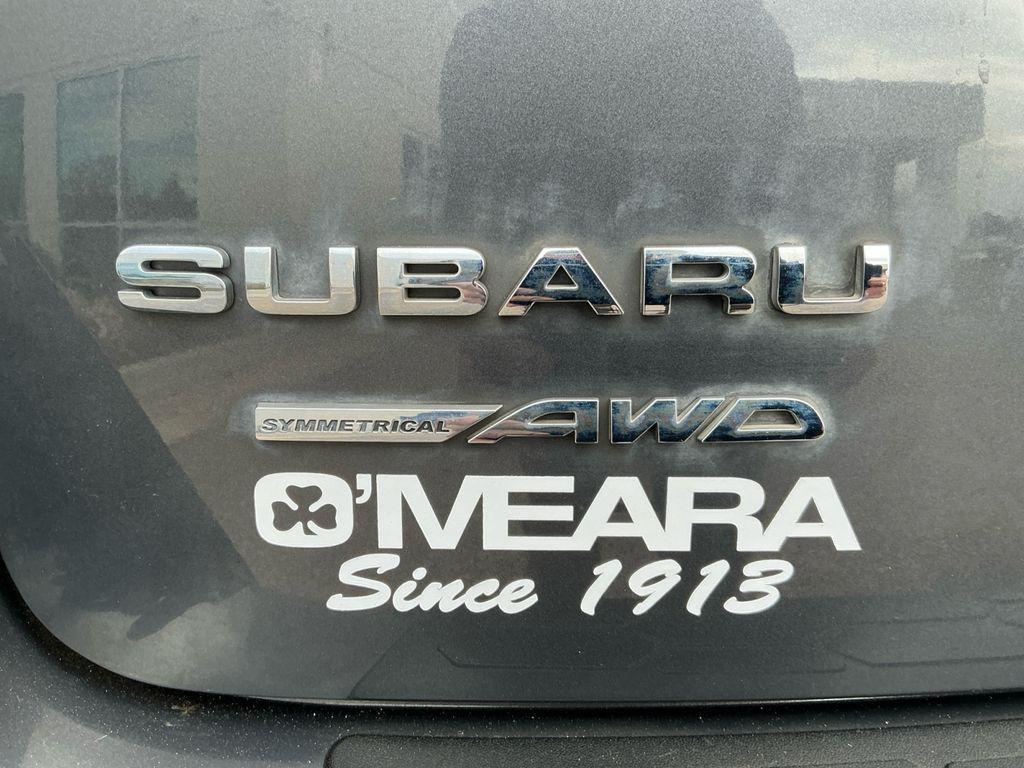 SUBARU
SYMMETRICAL AWD
O'MEARA
Since 1913